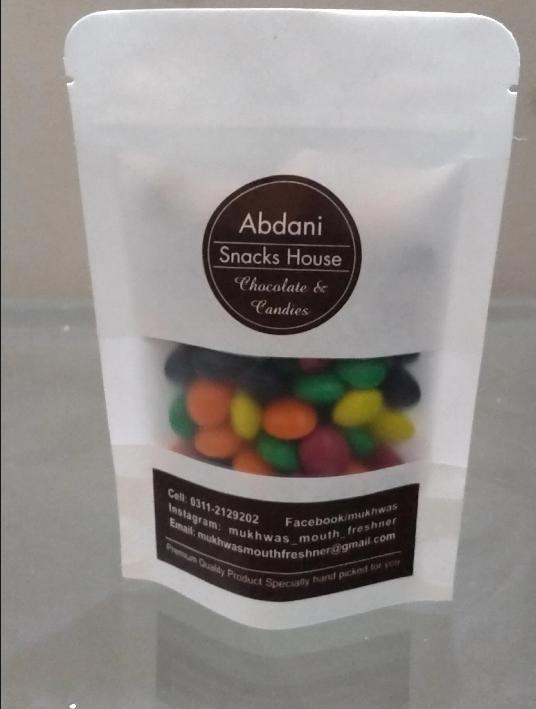 Abdani
Snacks House
Chocolate &
Candies
Cell: 0311-2129202 Facebook/mukhwas
Instagram: mukhwas_mouth_freshner
Email: mukhwasmouthfreshner@gmail.com
Premium Quality Product Specially hand picked for you